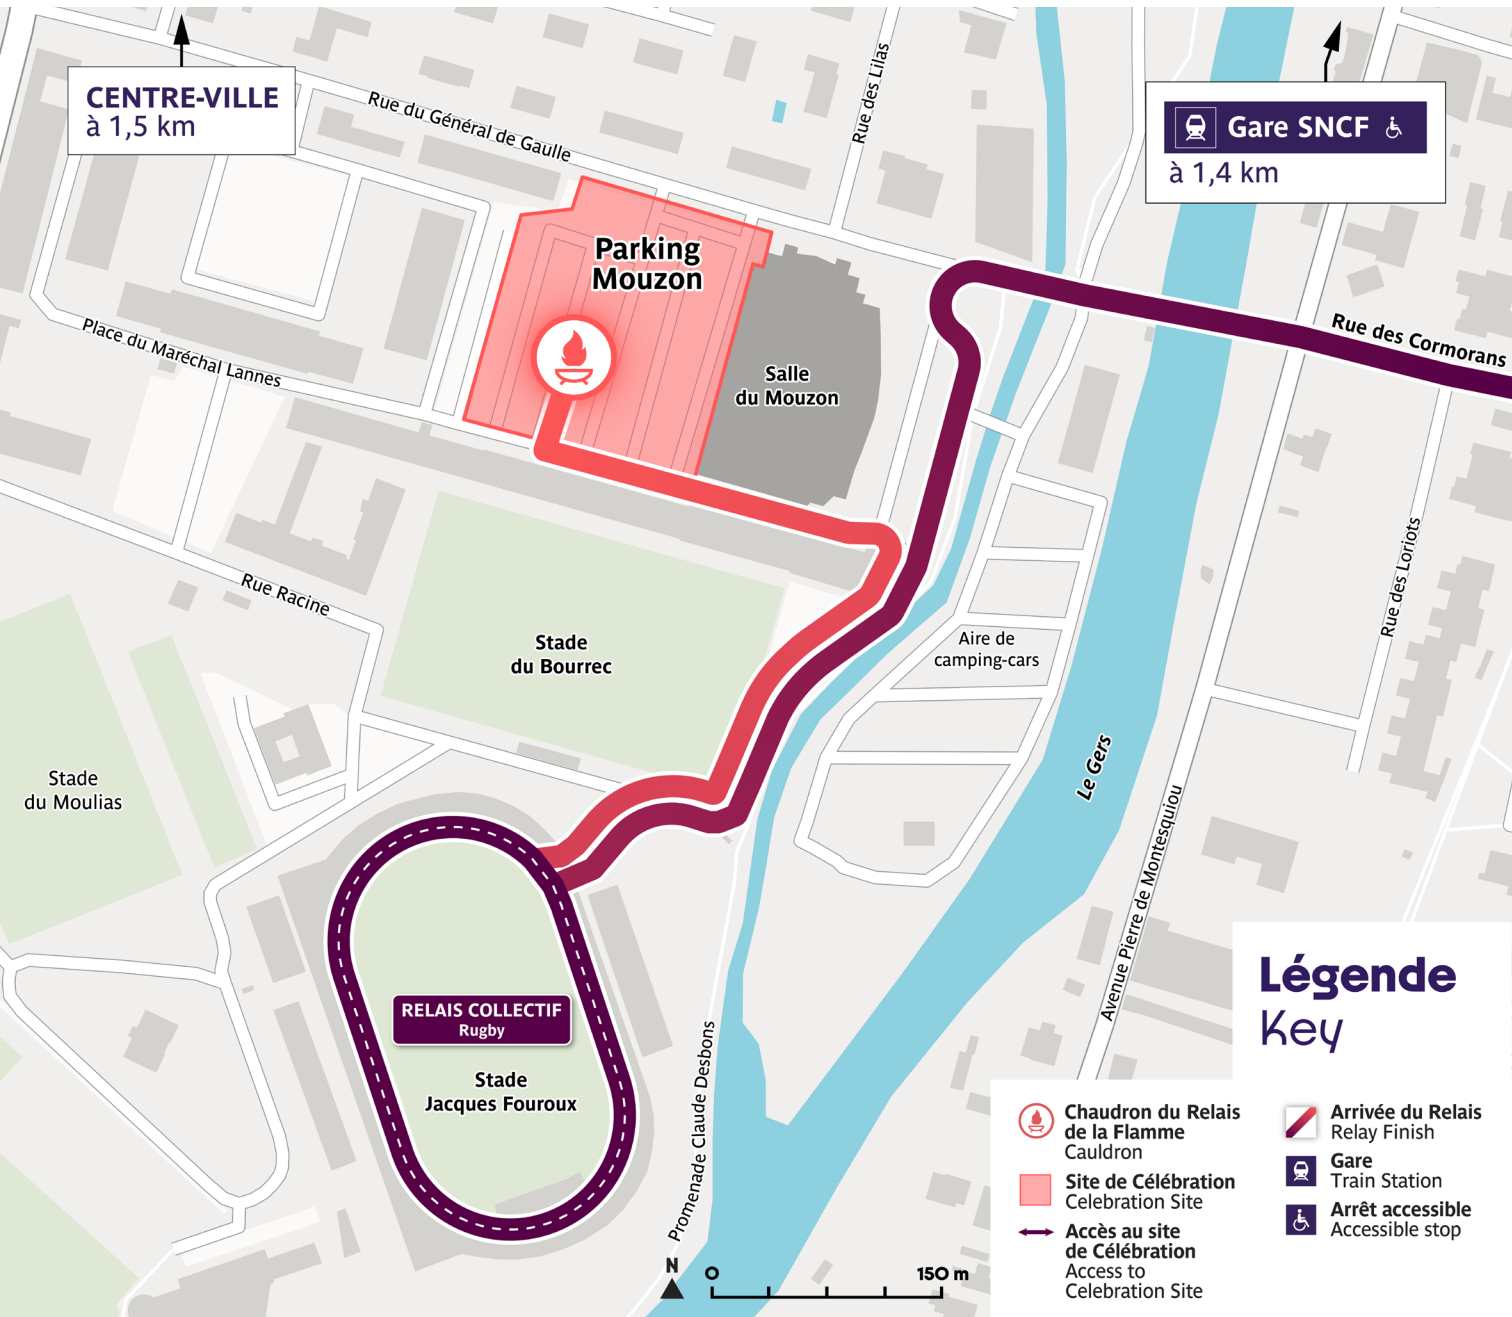 CENTRE-VILLE
à 1,5 km
Rue du Général de Gaulle
Rue des Lilas
Gare SNCF
à 1,4 km
Parking
Mouzon
Place du Maréchal Lannes
Salle
du Mouzon
Rue des Cormorans
Rue Racine
Stade
du Bourrec
Aire de
camping-cars
Rue des Loriots
Stade
du Moulias
Le Gers
Avenue Pierre de Montesquiou
RELAIS COLLECTIF
Rugby
Stade
Jacques Fouroux
Promenade Claude Desbons
N
0
150 m
Légende
Key
Chaudron du Relais
de la Flamme
Cauldron
Site de Célébration
Celebration Site
Accès au site
de Célébration
Access to
Celebration Site
Arrivée du Relais
Relay Finish
Gare
Train Station
Arrêt accessible
Accessible stop